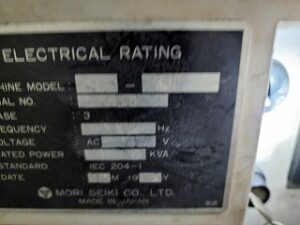 ELECTRICAL RATING
HINE MODEL –
IAL NO.
ASE 3
EQUENCY Hz
OLTAGE AC V
ATED POWER KVA
STANDARD IEC 204-1
DATE M 19 Y
MORI SEIKI CO., LTD.
MADE IN JAPAN